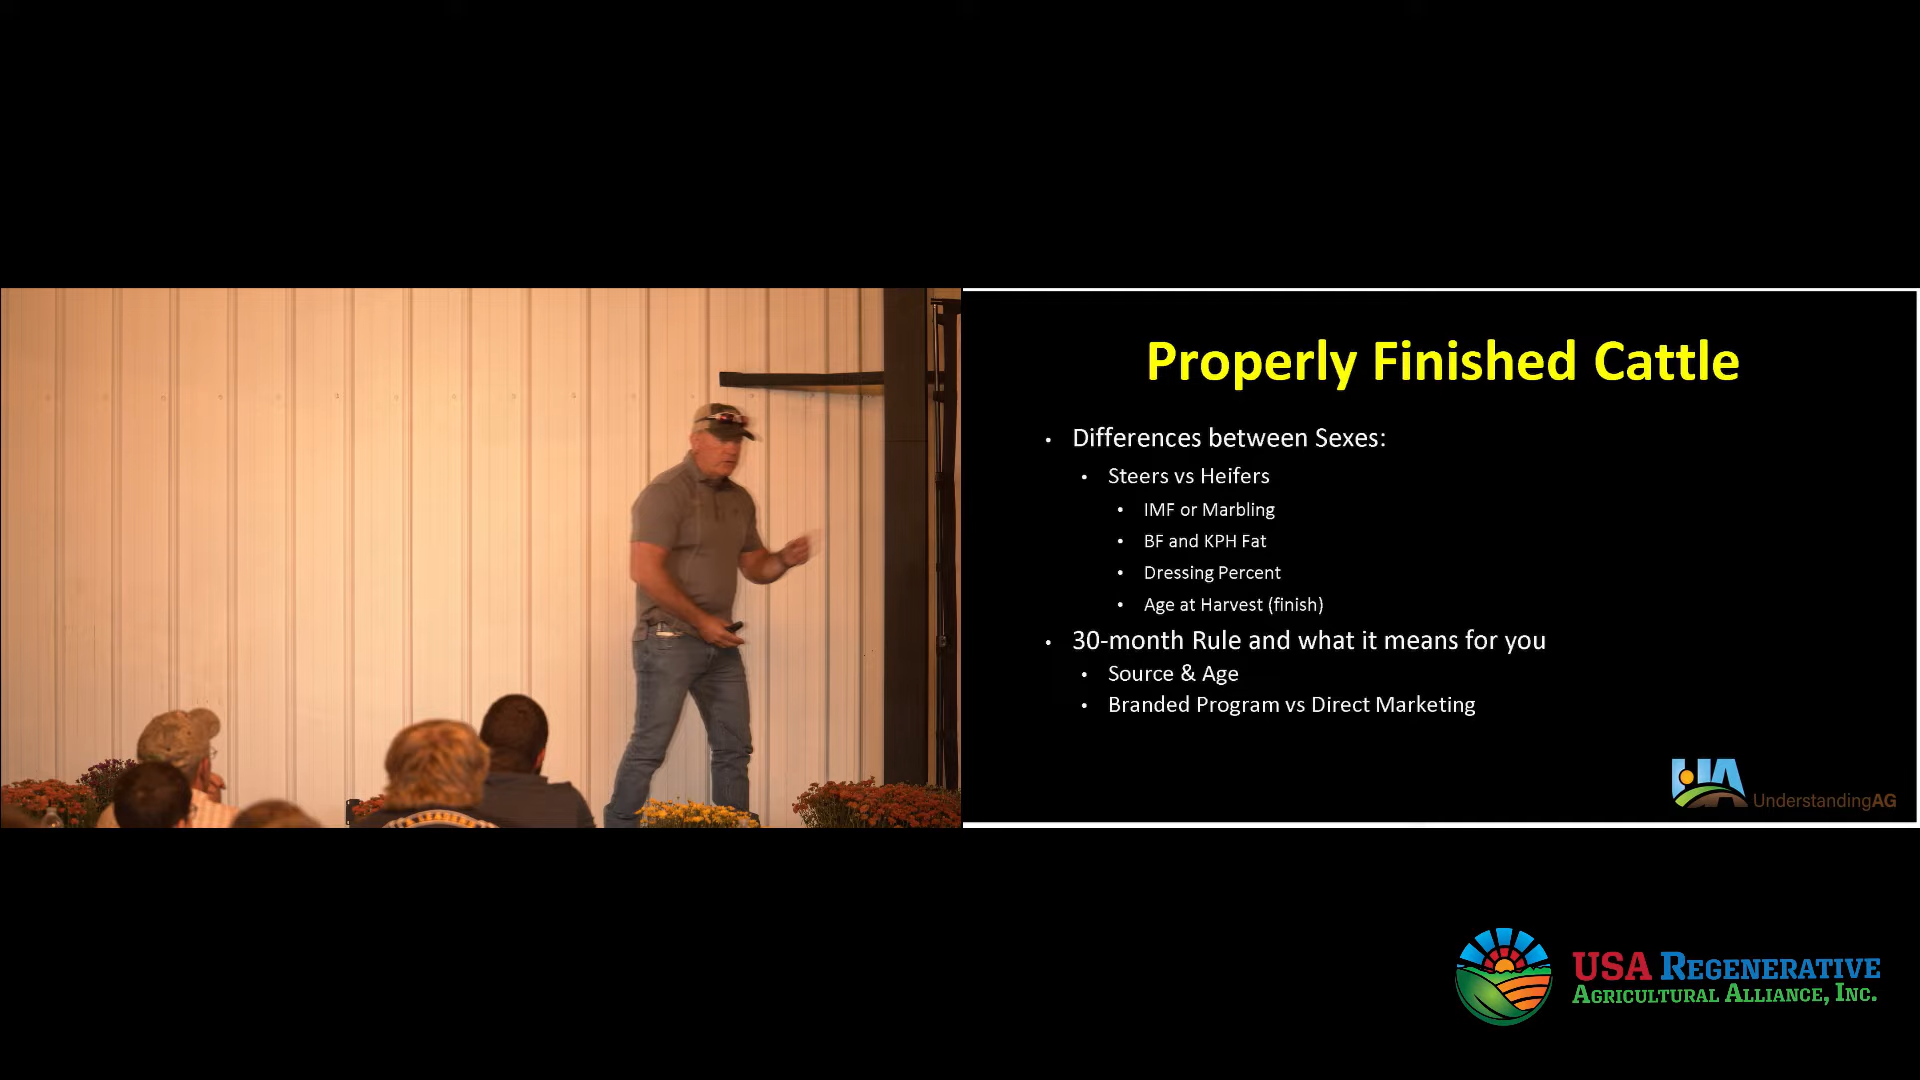 Properly Finished Cattle
• Differences between Sexes:
• Steers vs Heifers
• IMF or Marbling
• BF and KPH Fat
• Dressing Percent
• Age at Harvest (finish)
• 30-month Rule and what it means for you
• Source & Age
• Branded Program vs Direct Marketing
UA UnderstandingAG
LEADER
USA REGENERATIVE
AGRICULTURAL ALLIANCE, INC.